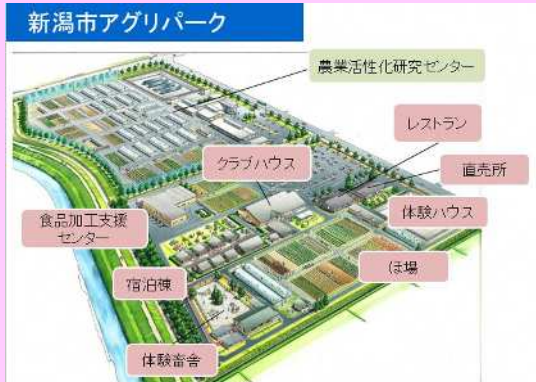 新潟市アグリパーク
農業活性化研究センター
レストラン
クラブハウス
直売所
食品加工支援
センター
体験ハウス
ほ場
宿泊棟
体験畜舎